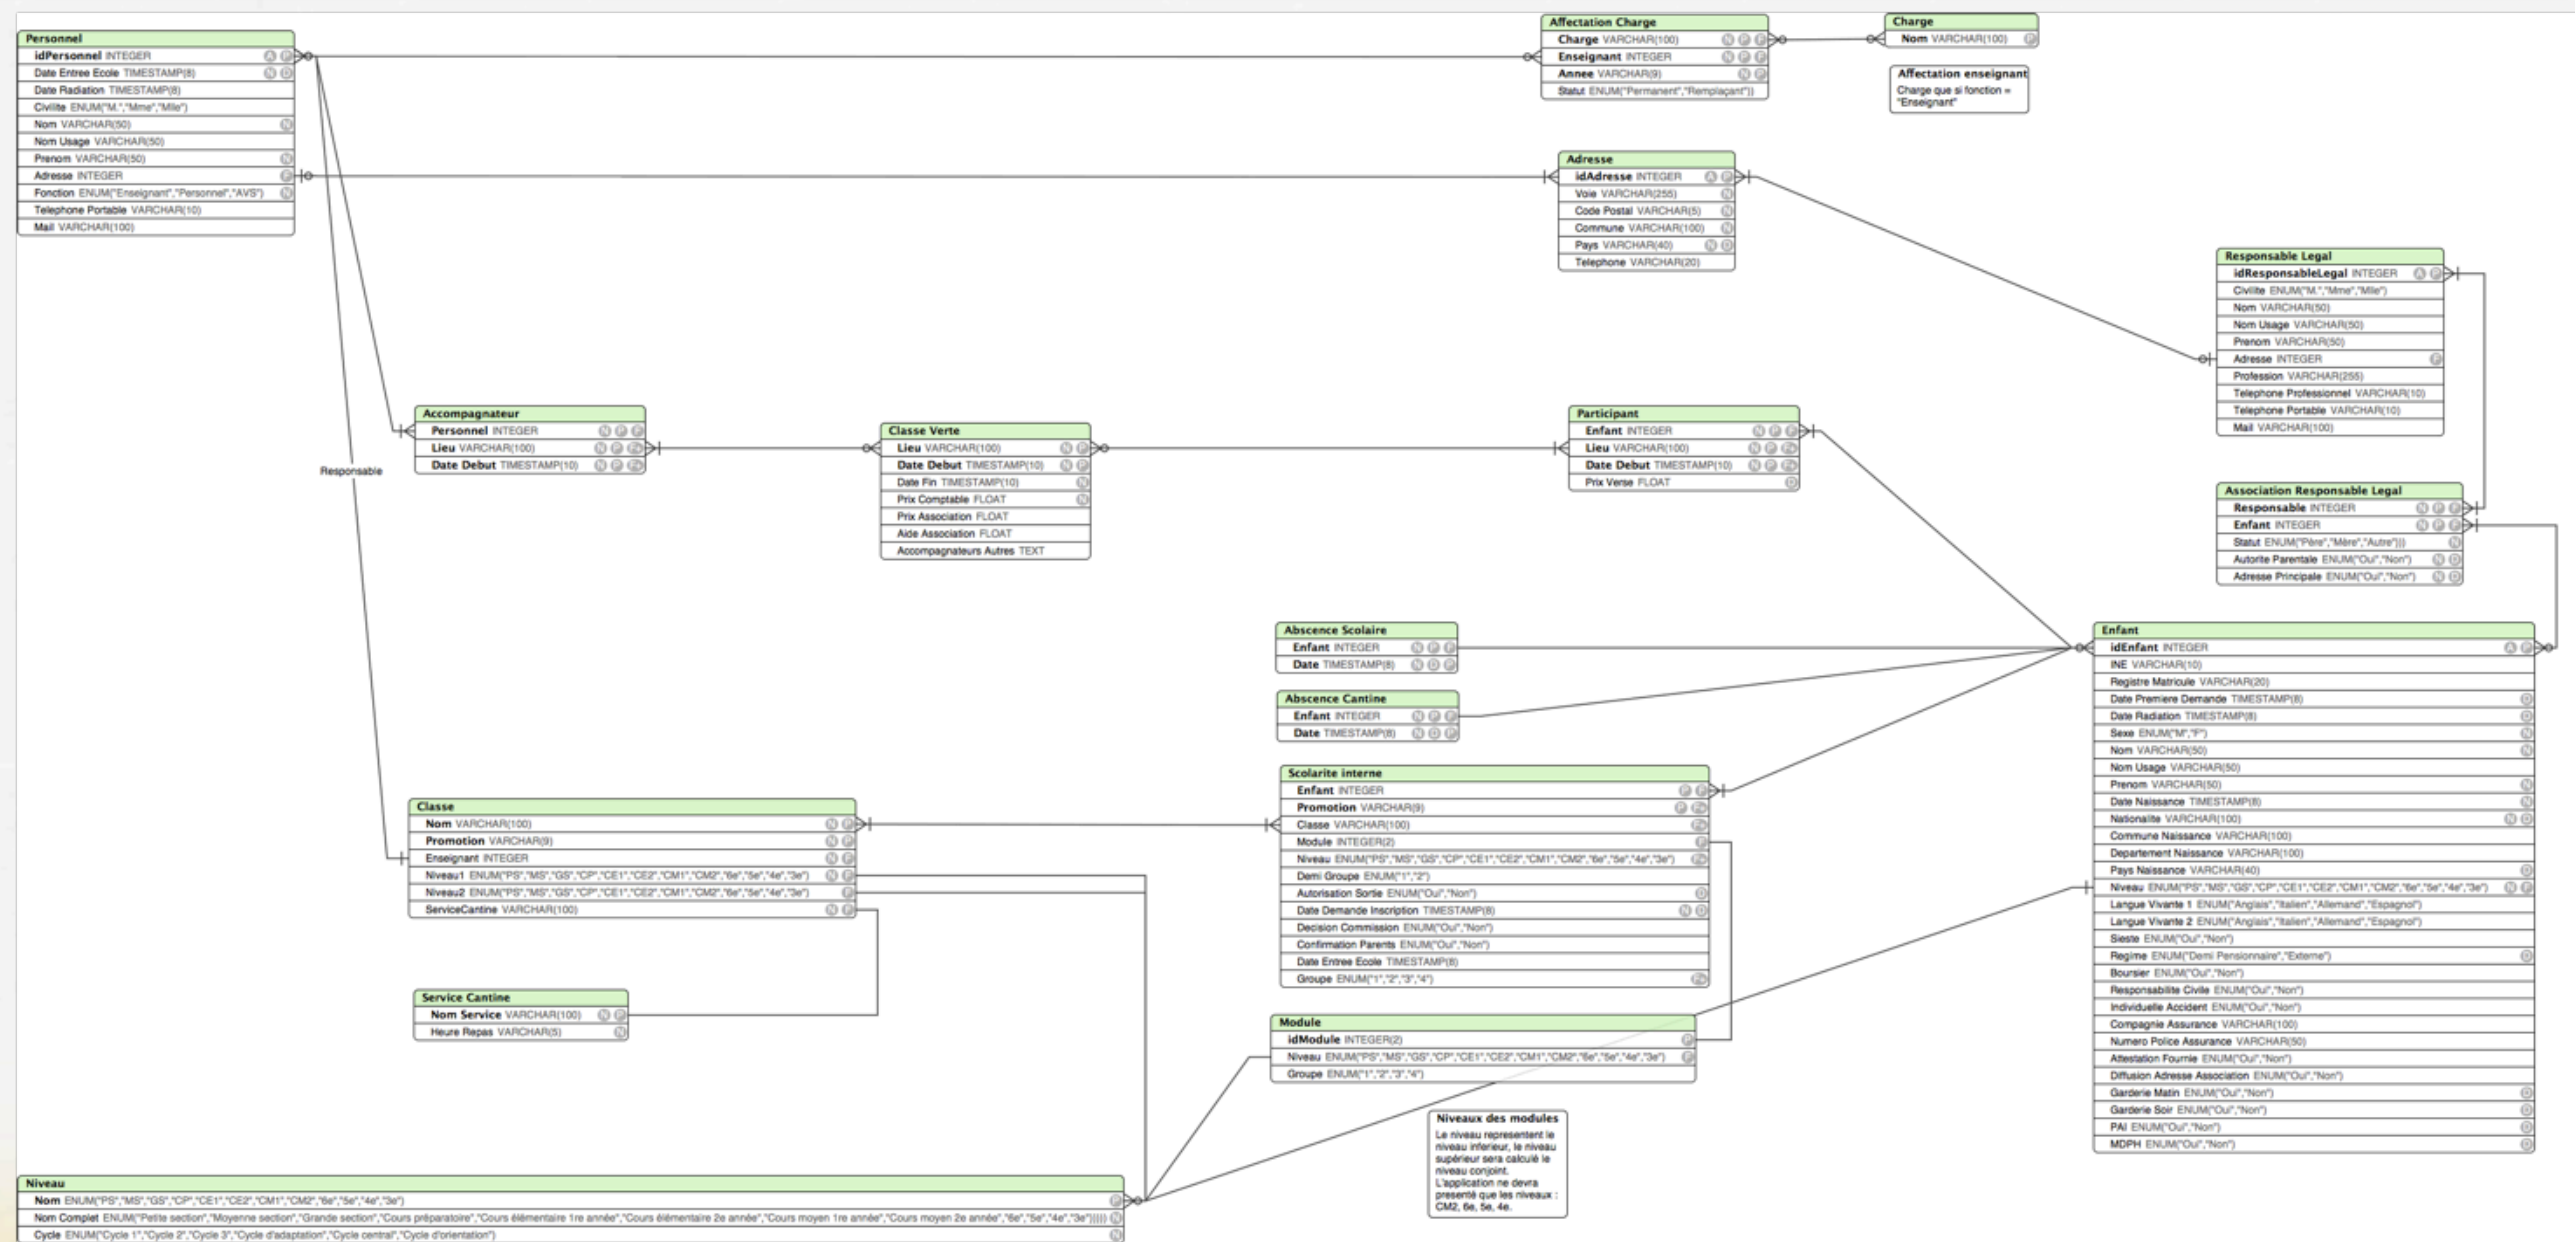 Personnel
idPersonnel INTEGER A P
Date Entree Ecole TIMESTAMP(8) N D
Date Radiation TIMESTAMP(8)
Civilite ENUM("M.","Mme","Mlle")
Nom VARCHAR(50) N
Nom Usage VARCHAR(50)
Prenom VARCHAR(50) N
Adresse INTEGER F
Fonction ENUM("Enseignant","Personnel","AVS") N
Telephone Portable VARCHAR(10)
Mail VARCHAR(100)
Affectation Charge
Charge VARCHAR(100) N P F
Enseignant INTEGER N P F
Annee VARCHAR(9) N P
Statut ENUM("Permanent","Remplaçant"))
Charge
Nom VARCHAR(100) P
Affectation enseignant
Charge que si fonction =
"Enseignant"
Adresse
idAdresse INTEGER A P
Voie VARCHAR(255) N
Code Postal VARCHAR(5) N
Commune VARCHAR(100) N
Pays VARCHAR(40) N D
Telephone VARCHAR(20)
Responsable Legal
idResponsableLegal INTEGER A P
Civilite ENUM("M.","Mme","Mlle")
Nom VARCHAR(50)
Nom Usage VARCHAR(50)
Prenom VARCHAR(50)
Adresse INTEGER F
Profession VARCHAR(255)
Telephone Professionnel VARCHAR(10)
Telephone Portable VARCHAR(10)
Mail VARCHAR(100)
Accompagnateur
Personnel INTEGER N P F
Lieu VARCHAR(100) N P F+
Date Debut TIMESTAMP(10) N P F+
Responsable
Classe Verte
Lieu VARCHAR(100) N P
Date Debut TIMESTAMP(10) N P
Date Fin TIMESTAMP(10) N
Prix Comptable FLOAT N
Prix Association FLOAT
Aide Association FLOAT
Accompagnateurs Autres TEXT
Participant
Enfant INTEGER N P F
Lieu VARCHAR(100) N P F+
Date Debut TIMESTAMP(10) N P F+
Prix Verse FLOAT D
Association Responsable Legal
Responsable INTEGER N P F
Enfant INTEGER N P F
Statut ENUM("Père","Mère","Autre"))) N
Autorite Parentale ENUM("Oui","Non") N D
Adresse Principale ENUM("Oui","Non") N D
Abscence Scolaire
Enfant INTEGER N P F
Date TIMESTAMP(8) N D P
Abscence Cantine
Enfant INTEGER N P F
Date TIMESTAMP(8) N D P
Enfant
idEnfant INTEGER A P
INE VARCHAR(10)
Registre Matricule VARCHAR(20)
Date Premiere Demande TIMESTAMP(8) D
Date Radiation TIMESTAMP(8) D
Sexe ENUM("M","F") N
Nom VARCHAR(50) N
Nom Usage VARCHAR(50)
Prenom VARCHAR(50) N
Date Naissance TIMESTAMP(8) N
Nationalite VARCHAR(100) N D
Commune Naissance VARCHAR(100)
Departement Naissance VARCHAR(100)
Pays Naissance VARCHAR(40) D
Niveau ENUM("PS","MS","GS","CP","CE1","CE2","CM1","CM2","6e","5e","4e","3e") N F
Langue Vivante 1 ENUM("Anglais","Italien","Allemand","Espagnol")
Langue Vivante 2 ENUM("Anglais","Italien","Allemand","Espagnol")
Sieste ENUM("Oui","Non")
Regime ENUM("Demi Pensionnaire","Externe") D
Boursier ENUM("Oui","Non")
Responsabilite Civile ENUM("Oui","Non")
Individuelle Accident ENUM("Oui","Non")
Compagnie Assurance VARCHAR(100)
Numero Police Assurance VARCHAR(50)
Attestation Fournie ENUM("Oui","Non")
Diffusion Adresse Association ENUM("Oui","Non")
Garderie Matin ENUM("Oui","Non") D
Garderie Soir ENUM("Oui","Non") D
PAI ENUM("Oui","Non") D
MDPH ENUM("Oui","Non") D
Scolarite interne
Enfant INTEGER P F
Promotion VARCHAR(9) P F+
Classe VARCHAR(100) F+
Module INTEGER(2) F
Niveau ENUM("PS","MS","GS","CP","CE1","CE2","CM1","CM2","6e","5e","4e","3e") F+
Demi Groupe ENUM("1","2")
Autorisation Sortie ENUM("Oui","Non") D
Date Demande Inscription TIMESTAMP(8) N D
Decision Commission ENUM("Oui","Non")
Confirmation Parents ENUM("Oui","Non")
Date Entree Ecole TIMESTAMP(8)
Groupe ENUM("1","2","3","4") F+
Classe
Nom VARCHAR(100) N P
Promotion VARCHAR(9) N P
Enseignant INTEGER N F
Niveau1 ENUM("PS","MS","GS","CP","CE1","CE2","CM1","CM2","6e","5e","4e","3e") N F
Niveau2 ENUM("PS","MS","GS","CP","CE1","CE2","CM1","CM2","6e","5e","4e","3e") F
ServiceCantine VARCHAR(100) N F
Service Cantine
Nom Service VARCHAR(100) N P
Heure Repas VARCHAR(5) N
Module
idModule INTEGER(2) P
Niveau ENUM("PS","MS","GS","CP","CE1","CE2","CM1","CM2","6e","5e","4e","3e") F
Groupe ENUM("1","2","3","4")
Niveaux des modules
Le niveau representent le
niveau inferieur, le niveau
supérieur sera calculé le
niveau conjoint.
L'application ne devra
presenté que les niveaux :
CM2, 6e, 5e, 4e.
Niveau
Nom ENUM("PS","MS","GS","CP","CE1","CE2","CM1","CM2","6e","5e","4e","3e") P
Nom Complet ENUM("Petite section","Moyenne section","Grande section","Cours préparatoire","Cours élémentaire 1re année","Cours élémentaire 2e année","Cours moyen 1re année","Cours moyen 2e année","6e","5e","4e","3e"))))) N
Cycle ENUM("Cycle 1","Cycle 2","Cycle 3","Cycle d'adaptation","Cycle central","Cycle d'orientation") N